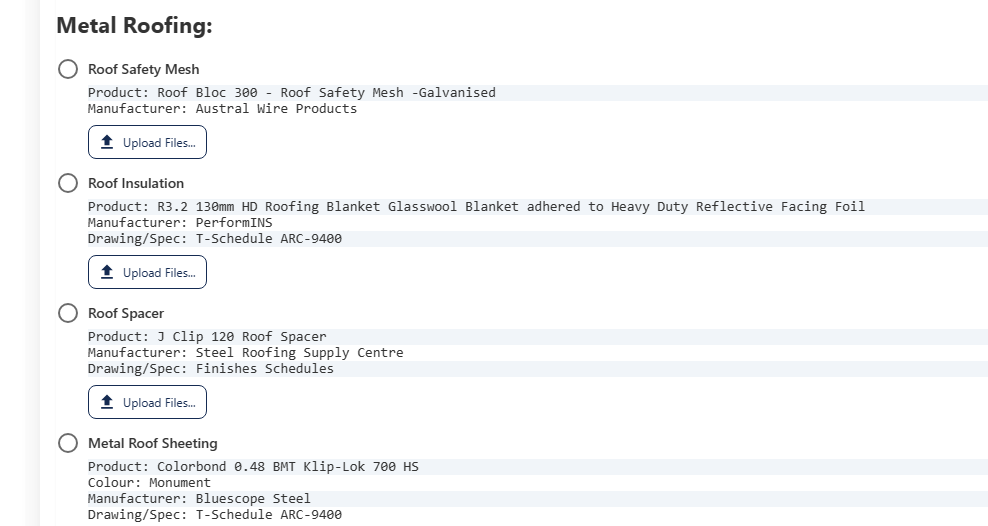 Metal Roofing:
Roof Safety Mesh
Product: Roof Bloc 300 - Roof Safety Mesh -Galvanised
Manufacturer: Austral Wire Products
Upload Files...
Roof Insulation
Product: R3.2 130mm HD Roofing Blanket Glasswool Blanket adhered to Heavy Duty Reflective Facing Foil
Manufacturer: PerformINS
Drawing/Spec: T-Schedule ARC-9400
Upload Files...
Roof Spacer
Product: J Clip 120 Roof Spacer
Manufacturer: Steel Roofing Supply Centre
Drawing/Spec: Finishes Schedules
Upload Files...
Metal Roof Sheeting
Product: Colorbond 0.48 BMT Klip-Lok 700 HS
Colour: Monument
Manufacturer: Bluescope Steel
Drawing/Spec: T-Schedule ARC-9400